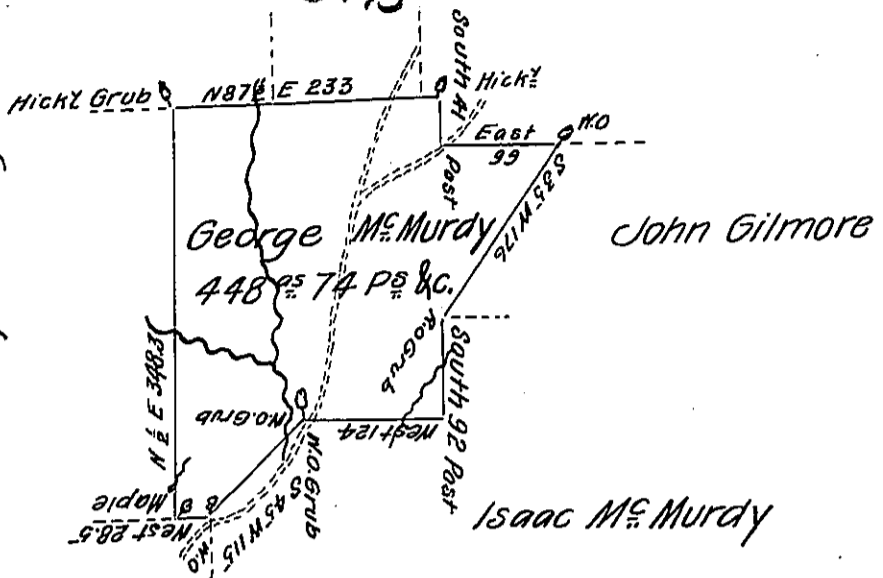 Hick.y Grub
N87½ E 233
South 41
Hick.y
Post
East
99
W.O
S35°W 176
George McMurdy
448 as 74 Ps &c.
John Gilmore
N ½ E 348.3
W.O.Grub
W.O.Grub
S 45 W 115
R.O Grub
West 124
South 92 Post
Maple
West 28.5
W.O
Isaac McMurdy